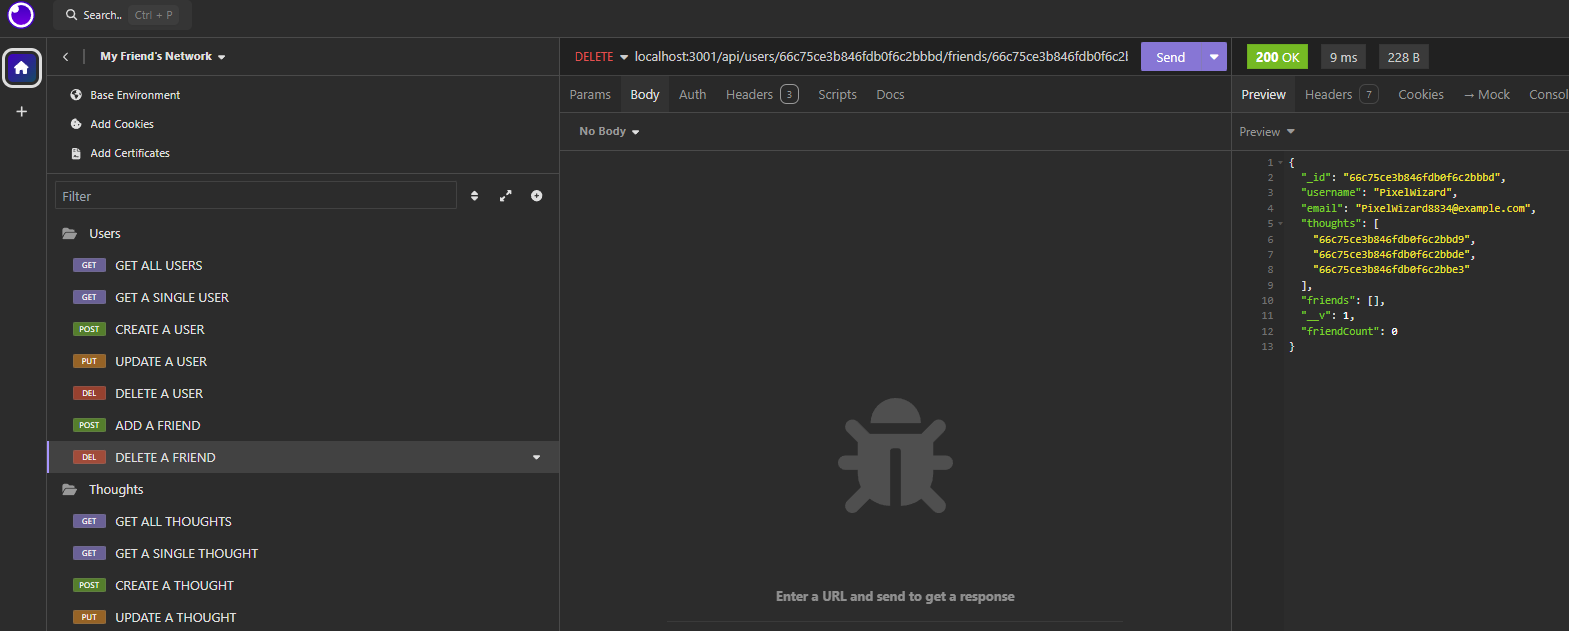 Search.. Ctrl + P
My Friend's Network
Base Environment
Add Cookies
Add Certificates
Filter
Users
GET GET ALL USERS
GET GET A SINGLE USER
POST CREATE A USER
PUT UPDATE A USER
DEL DELETE A USER
POST ADD A FRIEND
DEL DELETE A FRIEND
Thoughts
GET GET ALL THOUGHTS
GET GET A SINGLE THOUGHT
POST CREATE A THOUGHT
PUT UPDATE A THOUGHT
DELETE localhost:3001/api/users/66c75ce3b846fdb0f6c2bbbd/friends/66c75ce3b846fdb0f6c2b Send
Params Body Auth Headers 3 Scripts Docs
No Body
Enter a URL and send to get a response
200 OK 9 ms 228 B
Preview Headers 7 Cookies → Mock Consol
Preview
1 {
2 "_id": "66c75ce3b846fdb0f6c2bbbd",
3 "username": "PixelWizard",
4 "email": "PixelWizard8834@example.com",
5 "thoughts": [
6 "66c75ce3b846fdb0f6c2bbd9",
7 "66c75ce3b846fdb0f6c2bbde",
8 "66c75ce3b846fdb0f6c2bbe3"
9 ],
10 "friends": [],
11 "__v": 1,
12 "friendCount": 0
13 }